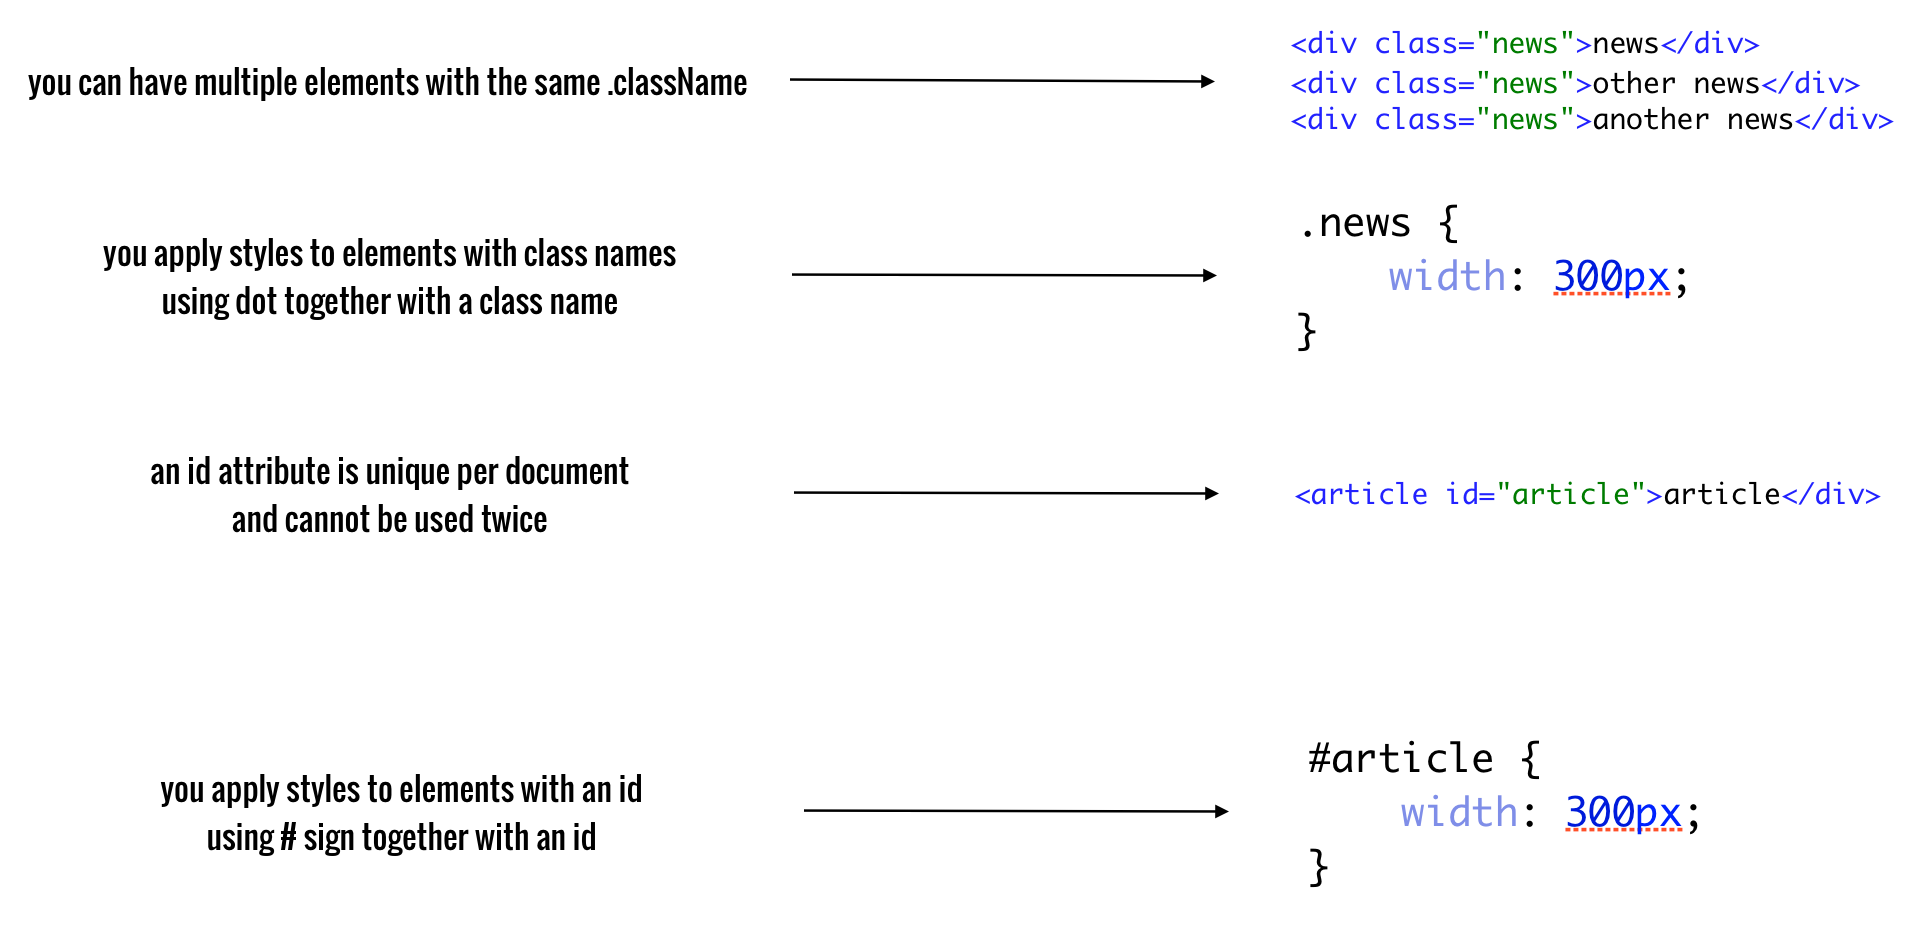 you can have multiple elements with the same .className
<div class="news">news</div>
<div class="news">other news</div>
<div class="news">another news</div>
you apply styles to elements with class names
using dot together with a class name
.news {
width: 300px;
}
an id attribute is unique per document
and cannot be used twice
<article id="article">article</div>
you apply styles to elements with an id
using # sign together with an id
#article {
width: 300px;
}